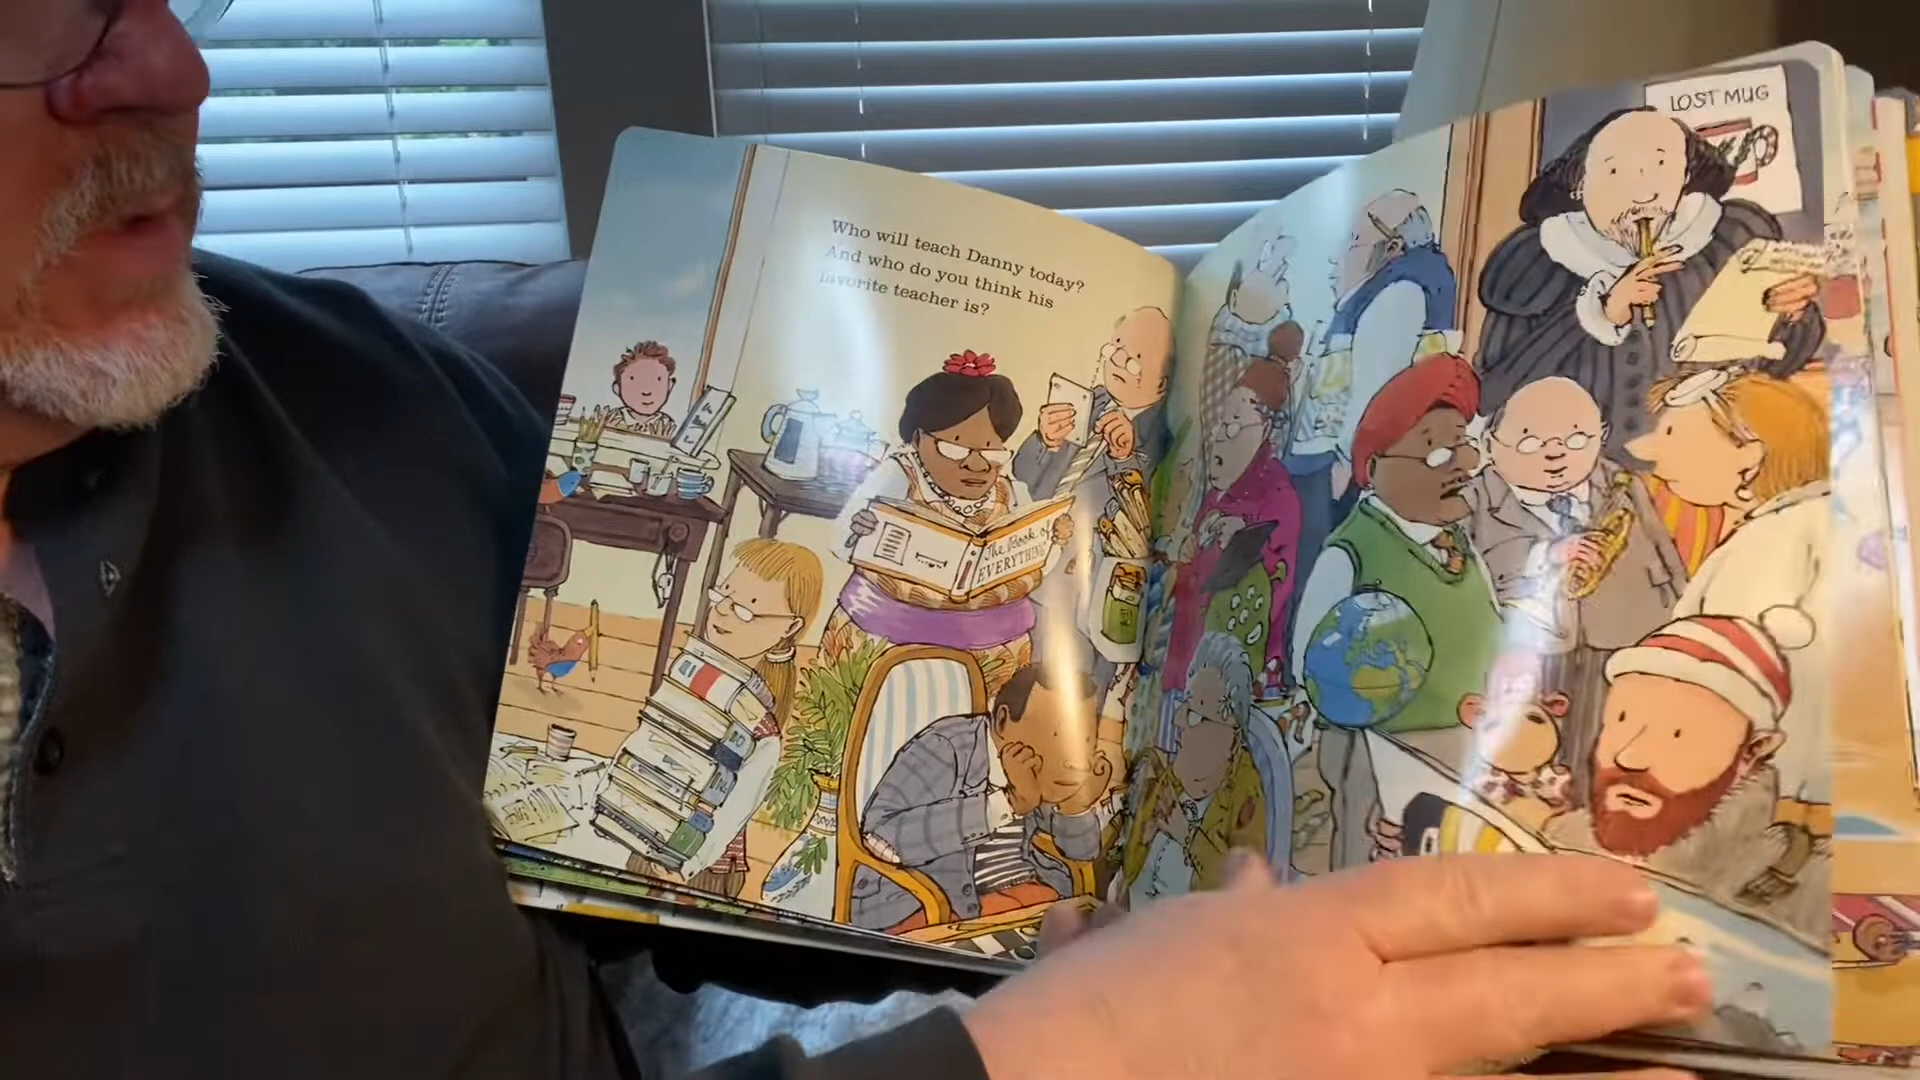 Who will teach Danny today?
And who do you think his
favorite teacher is?
The Book of
EVERYTHING
LOST MUG